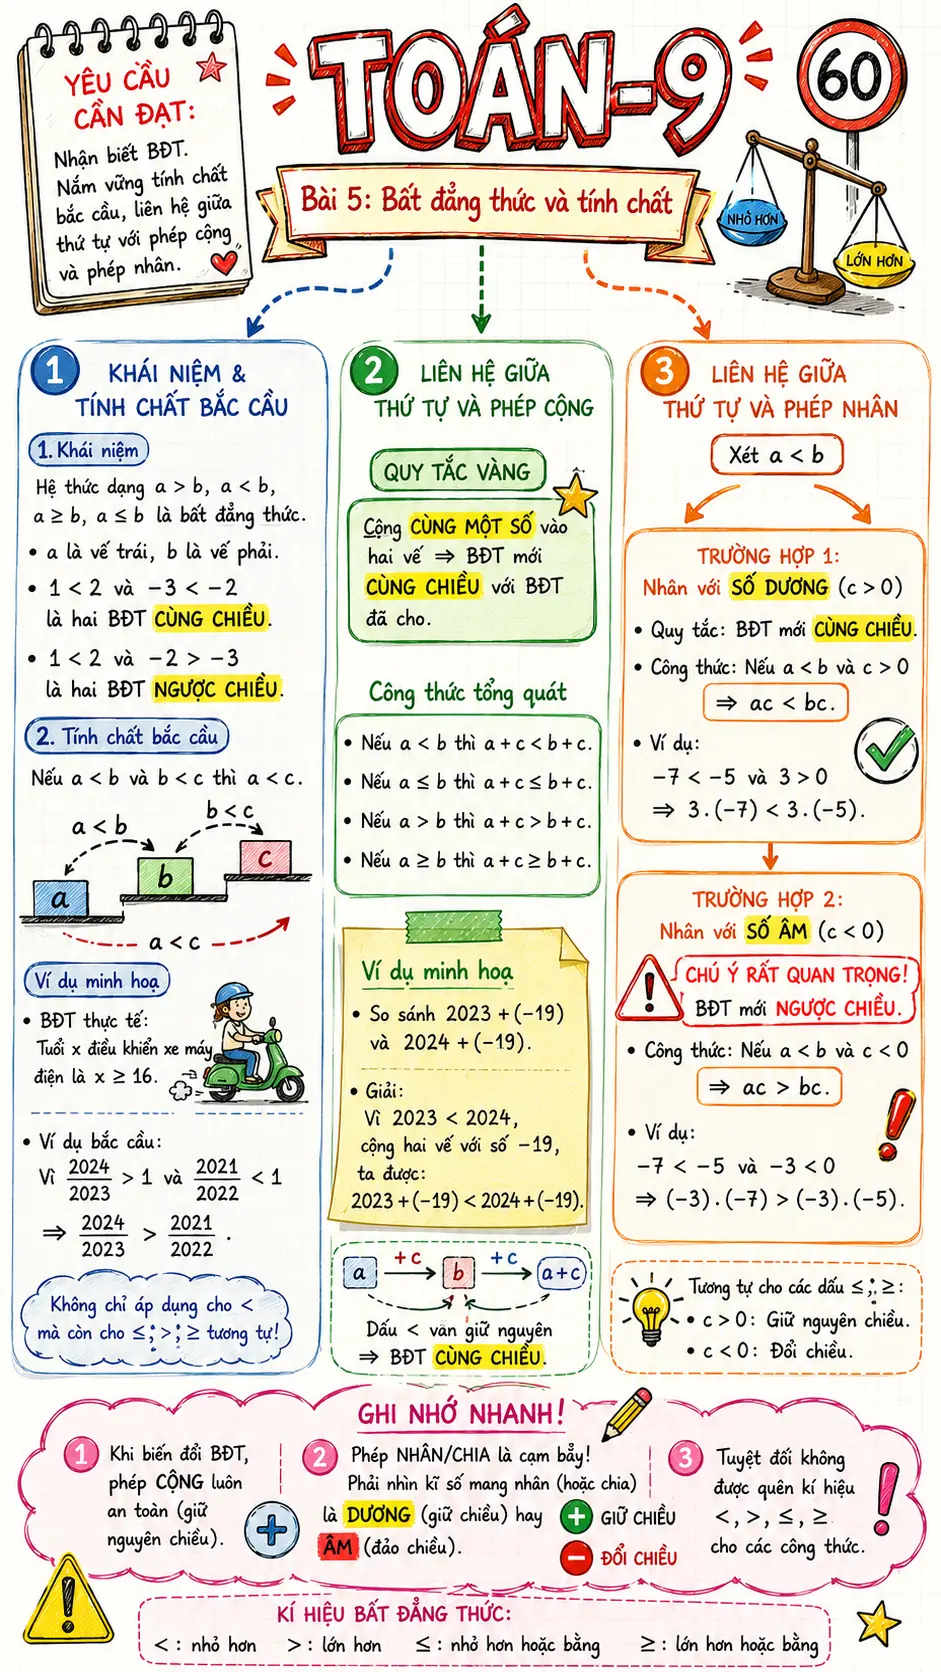 YÊU CẦU
CẦN ĐẠT:
Nhận biết BĐT.
Nắm vững tính chất
bắc cầu, liên hệ giữa
thứ tự với phép cộng
và phép nhân.
TOÁN-9
Bài 5: Bất đẳng thức và tính chất
60
NHỎ HƠN
LỚN HƠN
1
KHÁI NIỆM &
TÍNH CHẤT BẮC CẦU
1. Khái niệm
Hệ thức dạng a > b, a < b,
a ≥ b, a ≤ b là bất đẳng thức.
• a là vế trái, b là vế phải.
• 1 < 2 và −3 < −2
là hai BĐT CÙNG CHIỀU.
• 1 < 2 và −2 > −3
là hai BĐT NGƯỢC CHIỀU.
2. Tính chất bắc cầu
Nếu a < b và b < c thì a < c.
a < b
b < c
a
b
c
a < c
Ví dụ minh hoạ
• BĐT thực tế:
Tuổi x điều khiển xe máy
điện là x ≥ 16.
• Ví dụ bắc cầu:
Vì 2024/2023 > 1 và 2021/2022 < 1
⇒ 2024/2023 > 2021/2022.
Không chỉ áp dụng cho <
mà còn cho ≤; >; ≥ tương tự!
2
LIÊN HỆ GIỮA
THỨ TỰ VÀ PHÉP CỘNG
QUY TẮC VÀNG
Cộng CÙNG MỘT SỐ vào
hai vế ⇒ BĐT mới
CÙNG CHIỀU với BĐT
đã cho.
Công thức tổng quát
• Nếu a < b thì a + c < b + c.
• Nếu a ≤ b thì a + c ≤ b + c.
• Nếu a > b thì a + c > b + c.
• Nếu a ≥ b thì a + c ≥ b + c.
Ví dụ minh hoạ
• So sánh 2023 + (−19)
và 2024 + (−19).
• Giải:
Vì 2023 < 2024,
cộng hai vế với số −19,
ta được:
2023 + (−19) < 2024 + (−19).
a +c b +c a+c
Dấu < vẫn giữ nguyên
⇒ BĐT CÙNG CHIỀU.
3
LIÊN HỆ GIỮA
THỨ TỰ VÀ PHÉP NHÂN
Xét a < b
TRƯỜNG HỢP 1:
Nhân với SỐ DƯƠNG (c > 0)
• Quy tắc: BĐT mới CÙNG CHIỀU.
• Công thức: Nếu a < b và c > 0
⇒ ac < bc.
• Ví dụ:
−7 < −5 và 3 > 0
⇒ 3.(−7) < 3.(−5).
TRƯỜNG HỢP 2:
Nhân với SỐ ÂM (c < 0)
CHÚ Ý RẤT QUAN TRỌNG!
BĐT mới NGƯỢC CHIỀU.
• Công thức: Nếu a < b và c < 0
⇒ ac > bc.
• Ví dụ:
−7 < −5 và −3 < 0
⇒ (−3).(−7) > (−3).(−5).
Tương tự cho các dấu ≤; ≥:
• c > 0: Giữ nguyên chiều.
• c < 0: Đổi chiều.
GHI NHỚ NHANH!
1
Khi biến đổi BĐT,
phép CỘNG luôn
an toàn (giữ
nguyên chiều).
2
Phép NHÂN/CHIA là cạm bẫy!
Phải nhìn kĩ số mang nhân (hoặc chia)
là DƯƠNG (giữ chiều) hay
ÂM (đảo chiều).
GIỮ CHIỀU
ĐỔI CHIỀU
3
Tuyệt đối không
được quên kí hiệu
<, >, ≤, ≥
cho các công thức.
KÍ HIỆU BẤT ĐẲNG THỨC:
< : nhỏ hơn > : lớn hơn ≤ : nhỏ hơn hoặc bằng ≥ : lớn hơn hoặc bằng